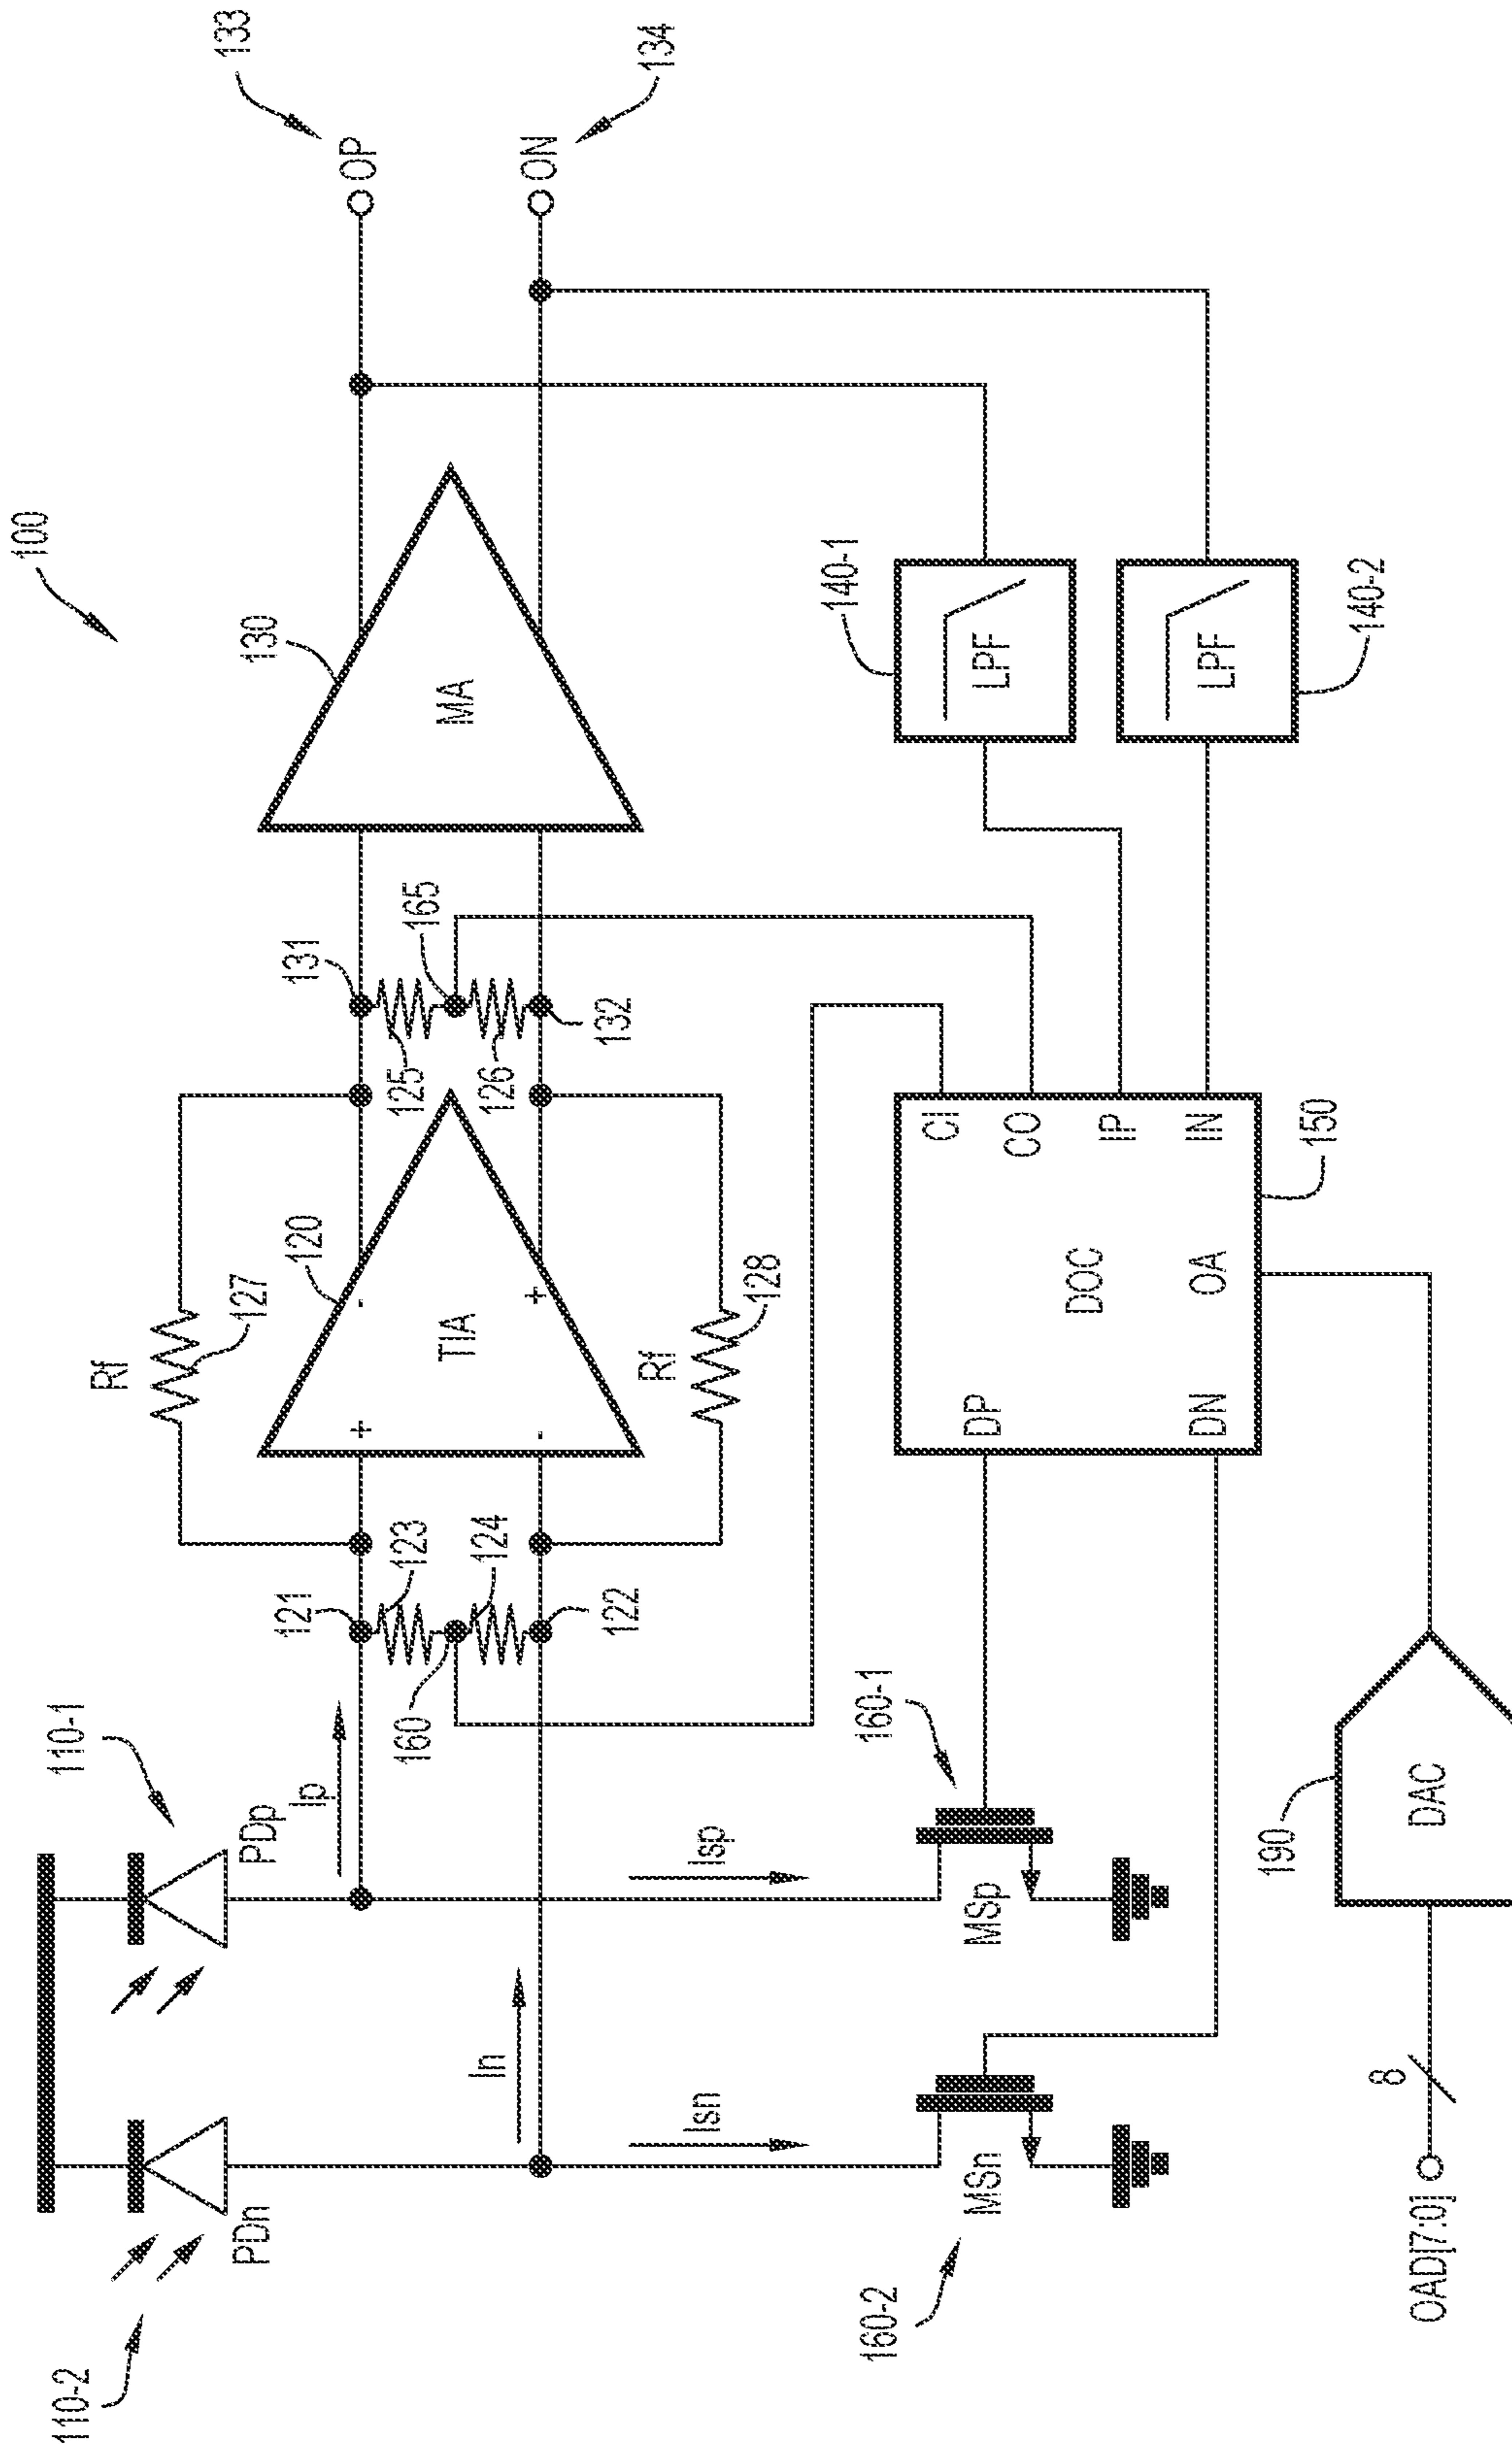 100
110-2
110-1
PDn
PDp
Ip
In
Isn
Isp
160-2
MSn
MSp
160-1
121
123
160
124
122
Rf
127
120
+
-
TIA
-
+
Rf
128
131
125
165
126
132
130
MA
133
OP
ON
134
140-1
LPF
LPF
140-2
DP
DN
DOC
OA
CI
CO
IP
IN
150
OAD[7:0]
8
190
DAC